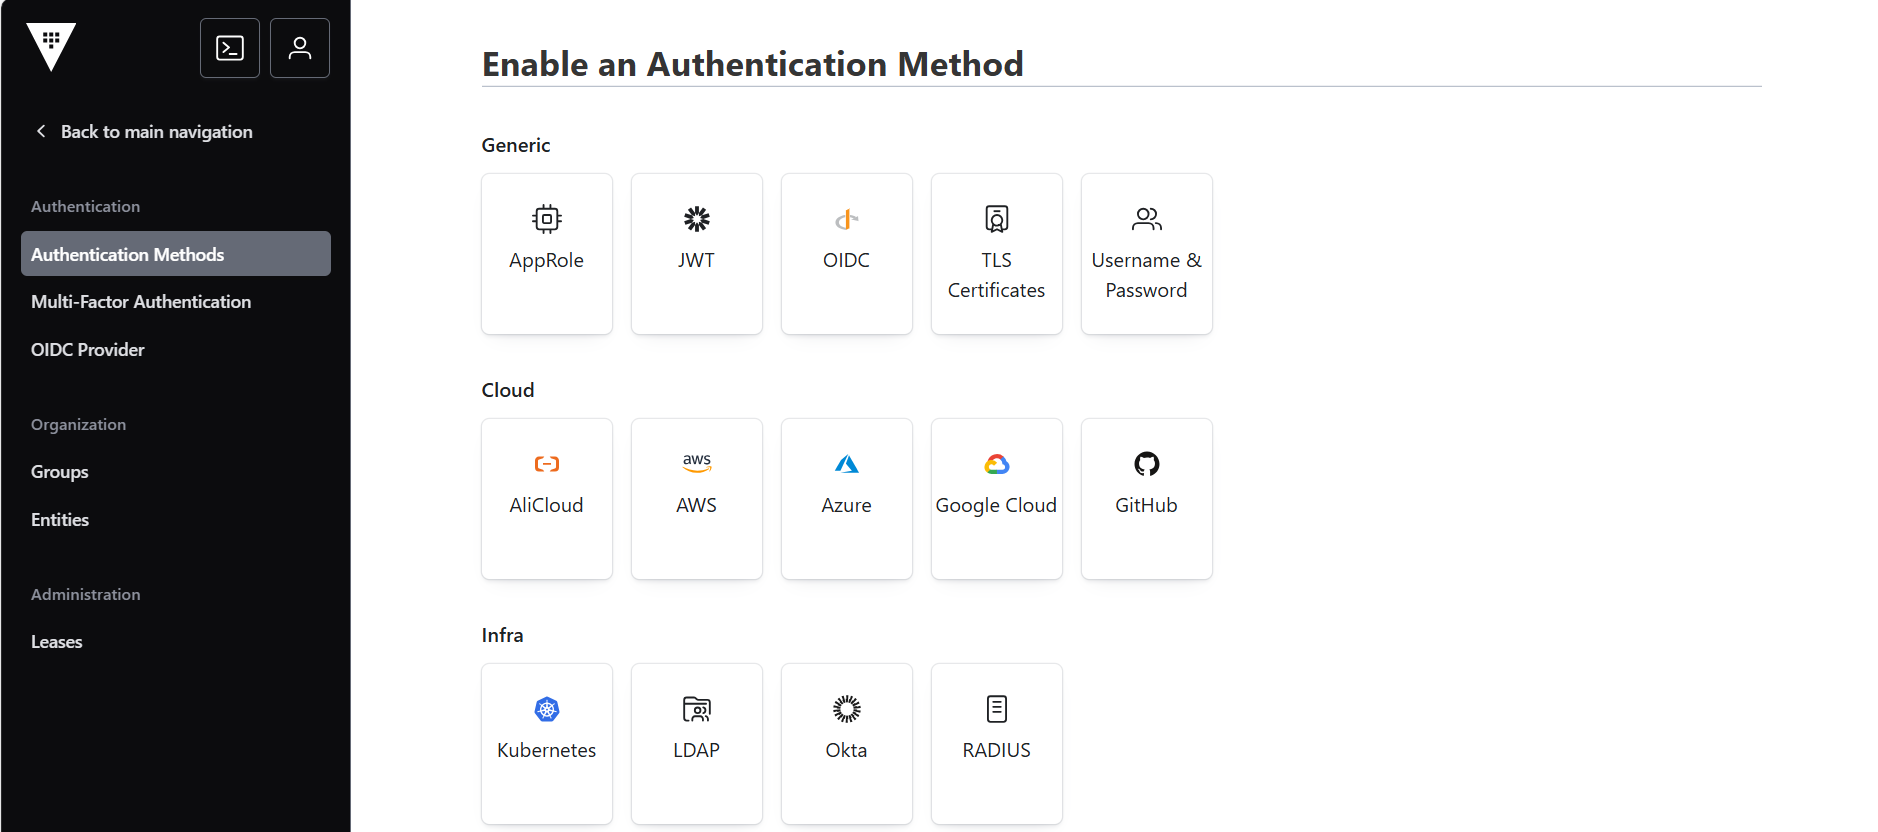 Back to main navigation
Authentication
Authentication Methods
Multi-Factor Authentication
OIDC Provider
Organization
Groups
Entities
Administration
Leases
Enable an Authentication Method
Generic
AppRole
JWT
OIDC
TLS
Certificates
Username &
Password
Cloud
AliCloud
aws
AWS
Azure
Google Cloud
GitHub
Infra
Kubernetes
LDAP
Okta
RADIUS